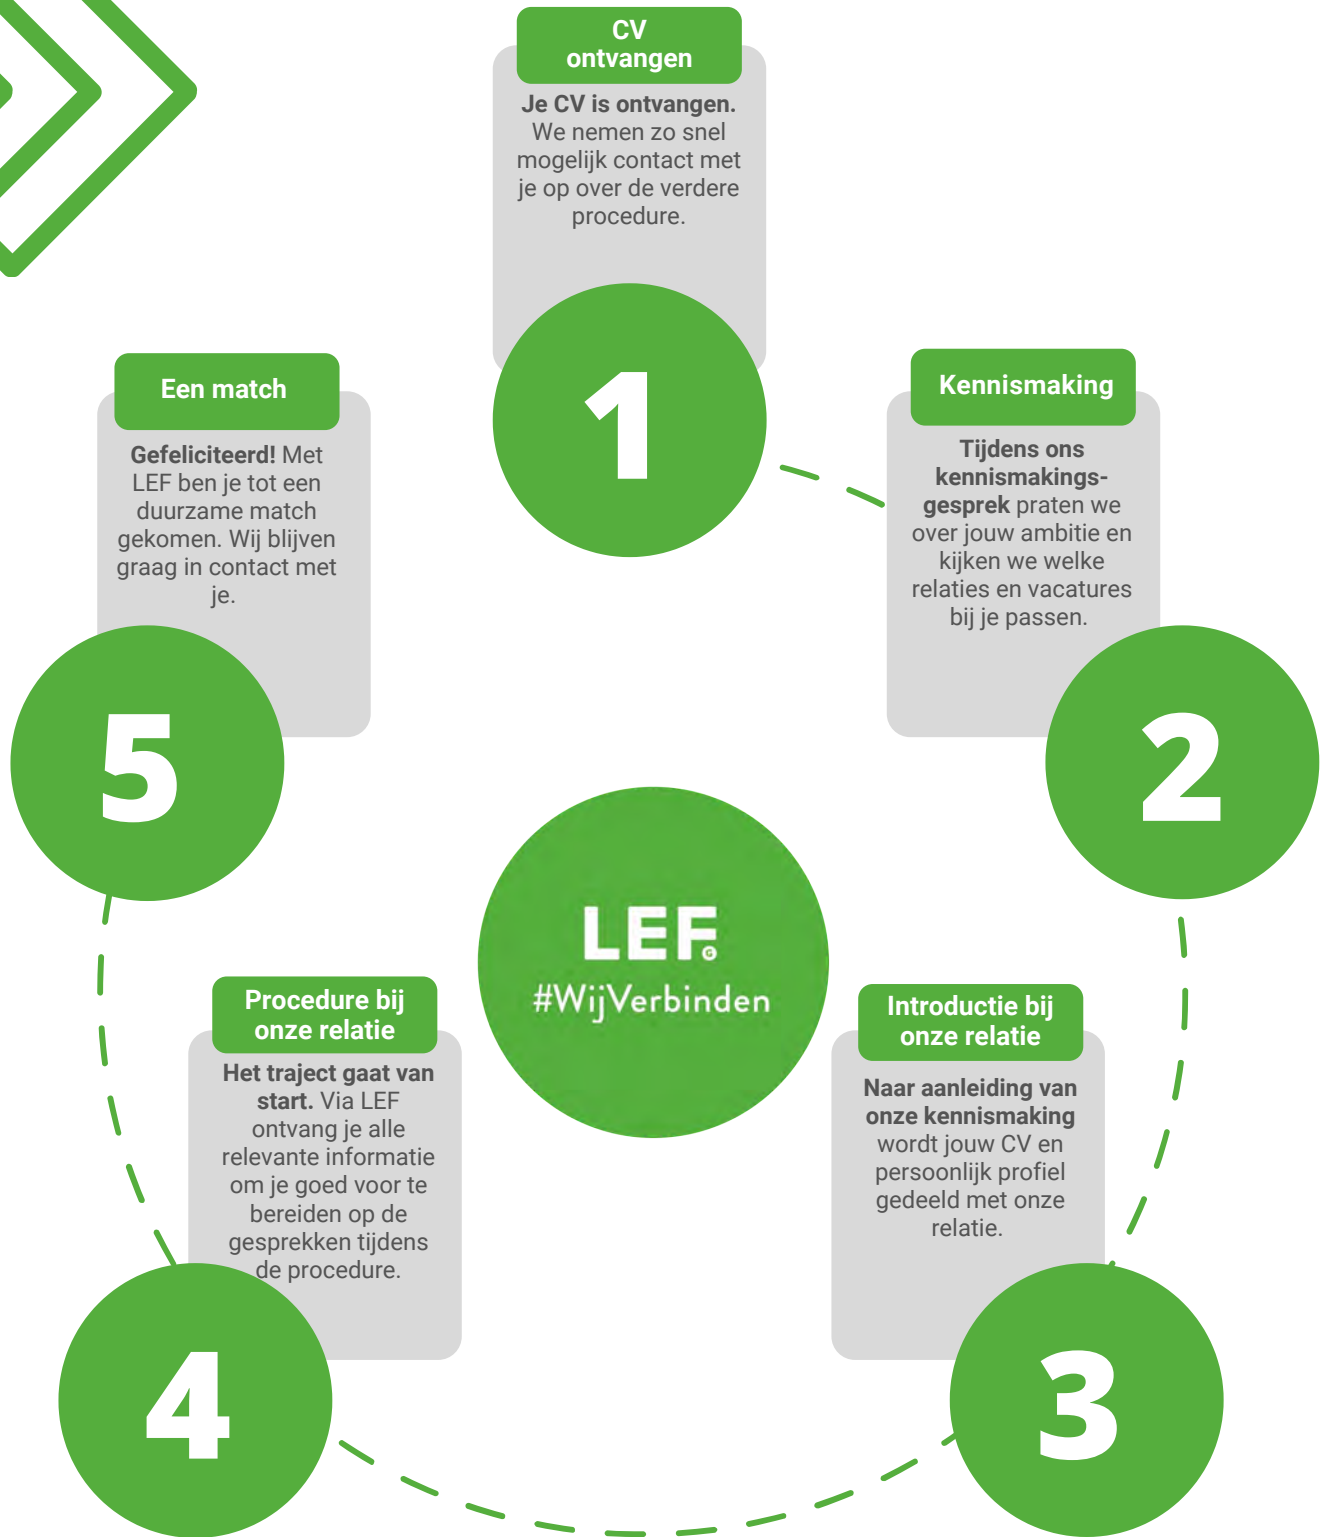 CV
ontvangen
Je CV is ontvangen.
We nemen zo snel
mogelijk contact met
je op over de verdere
procedure.
1
Kennismaking
Tijdens ons
kennismakings-
gesprek praten we
over jouw ambitie en
kijken we welke
relaties en vacatures
bij je passen.
2
Introductie bij
onze relatie
Naar aanleiding van
onze kennismaking
wordt jouw CV en
persoonlijk profiel
gedeeld met onze
relatie.
3
Procedure bij
onze relatie
Het traject gaat van
start. Via LEF
ontvang je alle
relevante informatie
om je goed voor te
bereiden op de
gesprekken tijdens
de procedure.
4
Een match
Gefeliciteerd! Met
LEF ben je tot een
duurzame match
gekomen. Wij blijven
graag in contact met
je.
5
LEF
G
#WijVerbinden